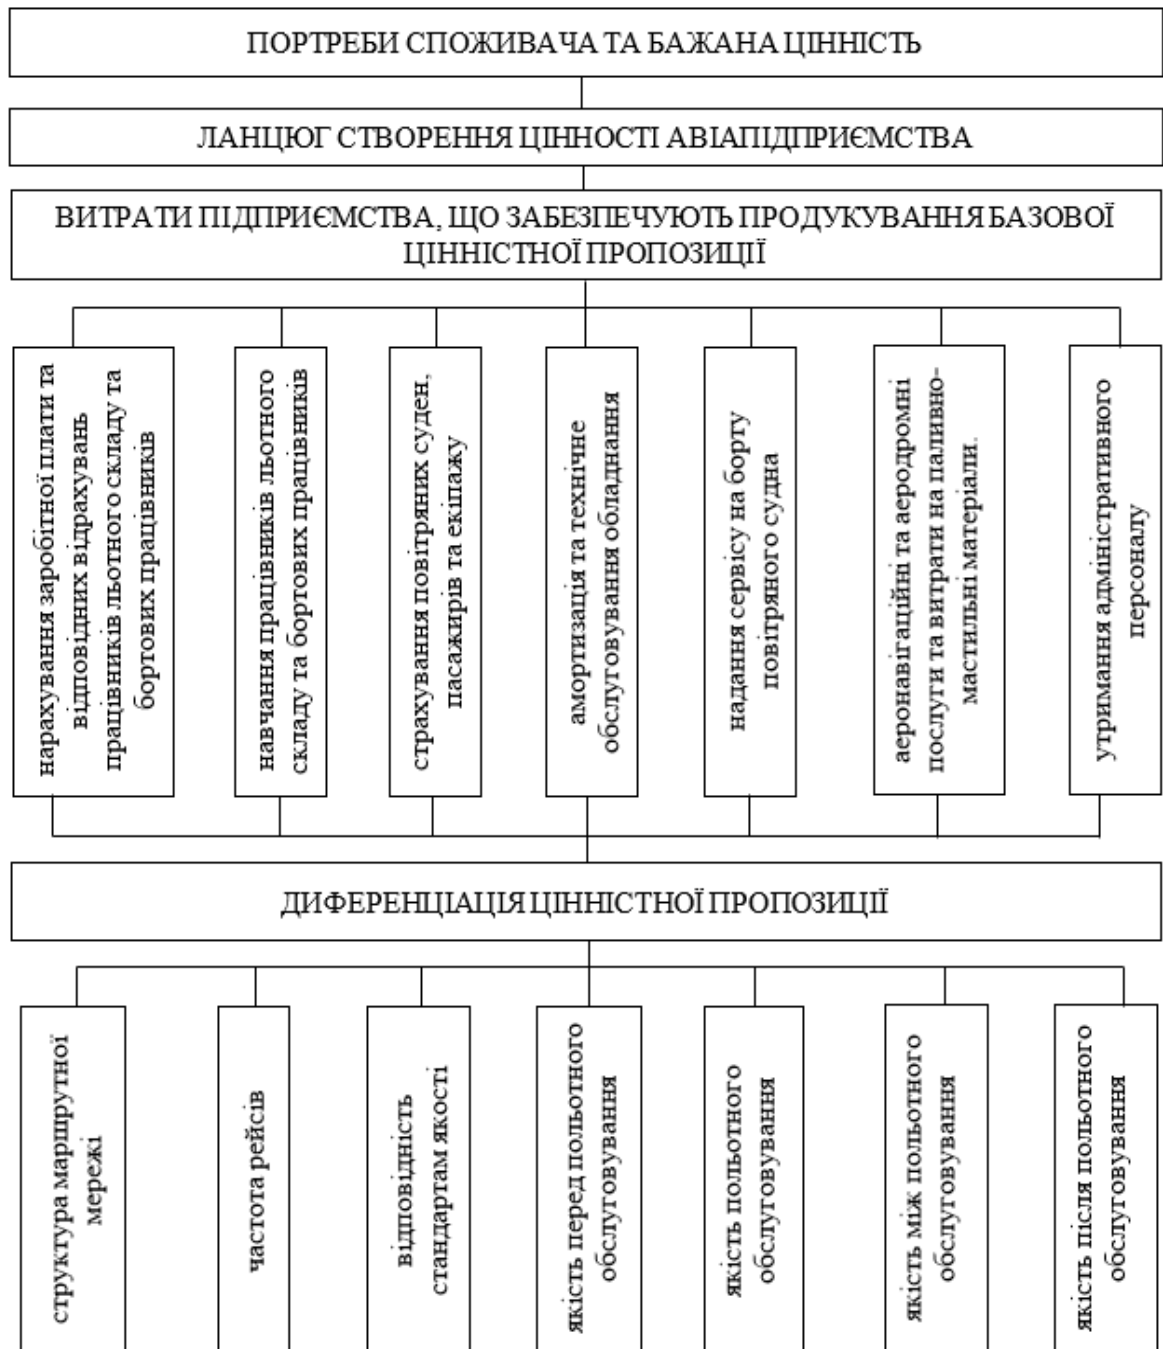 ПОРТРЕБИ СПОЖИВАЧА ТА БАЖАНА ЦІННІСТЬ
ЛАНЦЮГ СТВОРЕННЯ ЦІННОСТІ АВІАПІДПРИЄМСТВА
ВИТРАТИ ПІДПРИЄМСТВА, ЩО ЗАБЕЗПЕЧУЮТЬ ПРОДУКУВАННЯ БАЗОВОЇ
ЦІННІСТНОЇ ПРОПОЗИЦІЇ
нарахування заробітної плати та
відповідних відрахувань
працівників льотного складу та
бортових працівників
навчання працівників льотного
складу та бортових працівників
страхування повітряних суден,
пасажирів та екіпажу
амортизація та технічне
обслуговування обладнання
надання сервісу на борту
повітряного судна
аеронавігаційні та аеродромні
послуги та витрати на паливно-
мастильні матеріали.
утримання адміністративного
персоналу
ДИФЕРЕНЦІАЦІЯ ЦІННІСТНОЇ ПРОПОЗИЦІЇ
структура маршрутної
мережі
частота рейсів
відповідність
стандартам якості
якість перед польотного
обслуговування
якість польотного
обслуговування
якість між польотного
обслуговування
якість після польотного
обслуговування